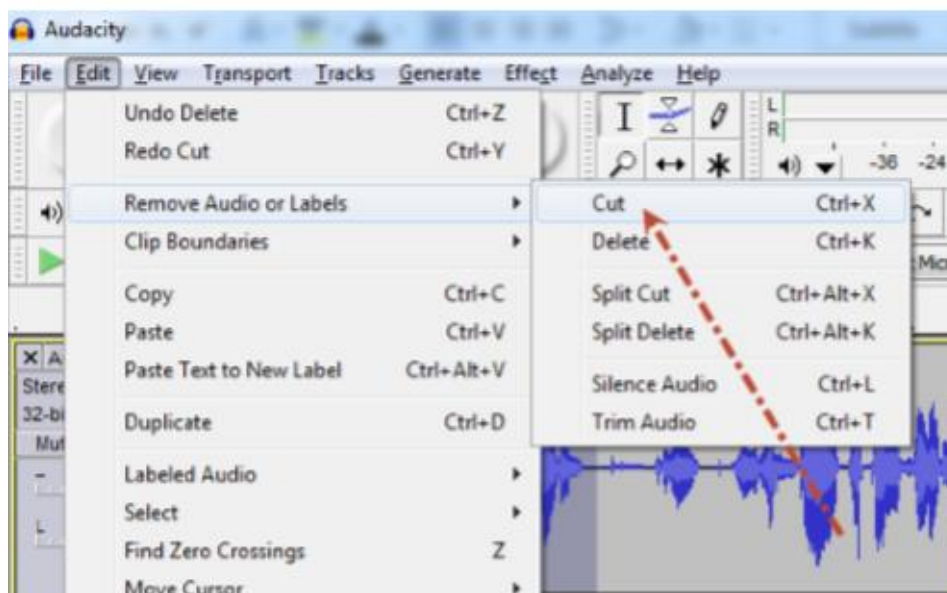 Audacity
File Edit View Transport Tracks Generate Effect Analyze Help
Undo Delete Ctrl+Z
Redo Cut Ctrl+Y
Remove Audio or Labels
Clip Boundaries
Copy Ctrl+C
Paste Ctrl+V
Paste Text to New Label Ctrl+Alt+V
Duplicate Ctrl+D
Labeled Audio
Select
Find Zero Crossings Z
Move Cursor
Cut Ctrl+X
Delete Ctrl+K
Split Cut Ctrl+Alt+X
Split Delete Ctrl+Alt+K
Silence Audio Ctrl+L
Trim Audio Ctrl+T
L
R
-36 -24
Mic
X A
Stere
32-bi
Mut
L